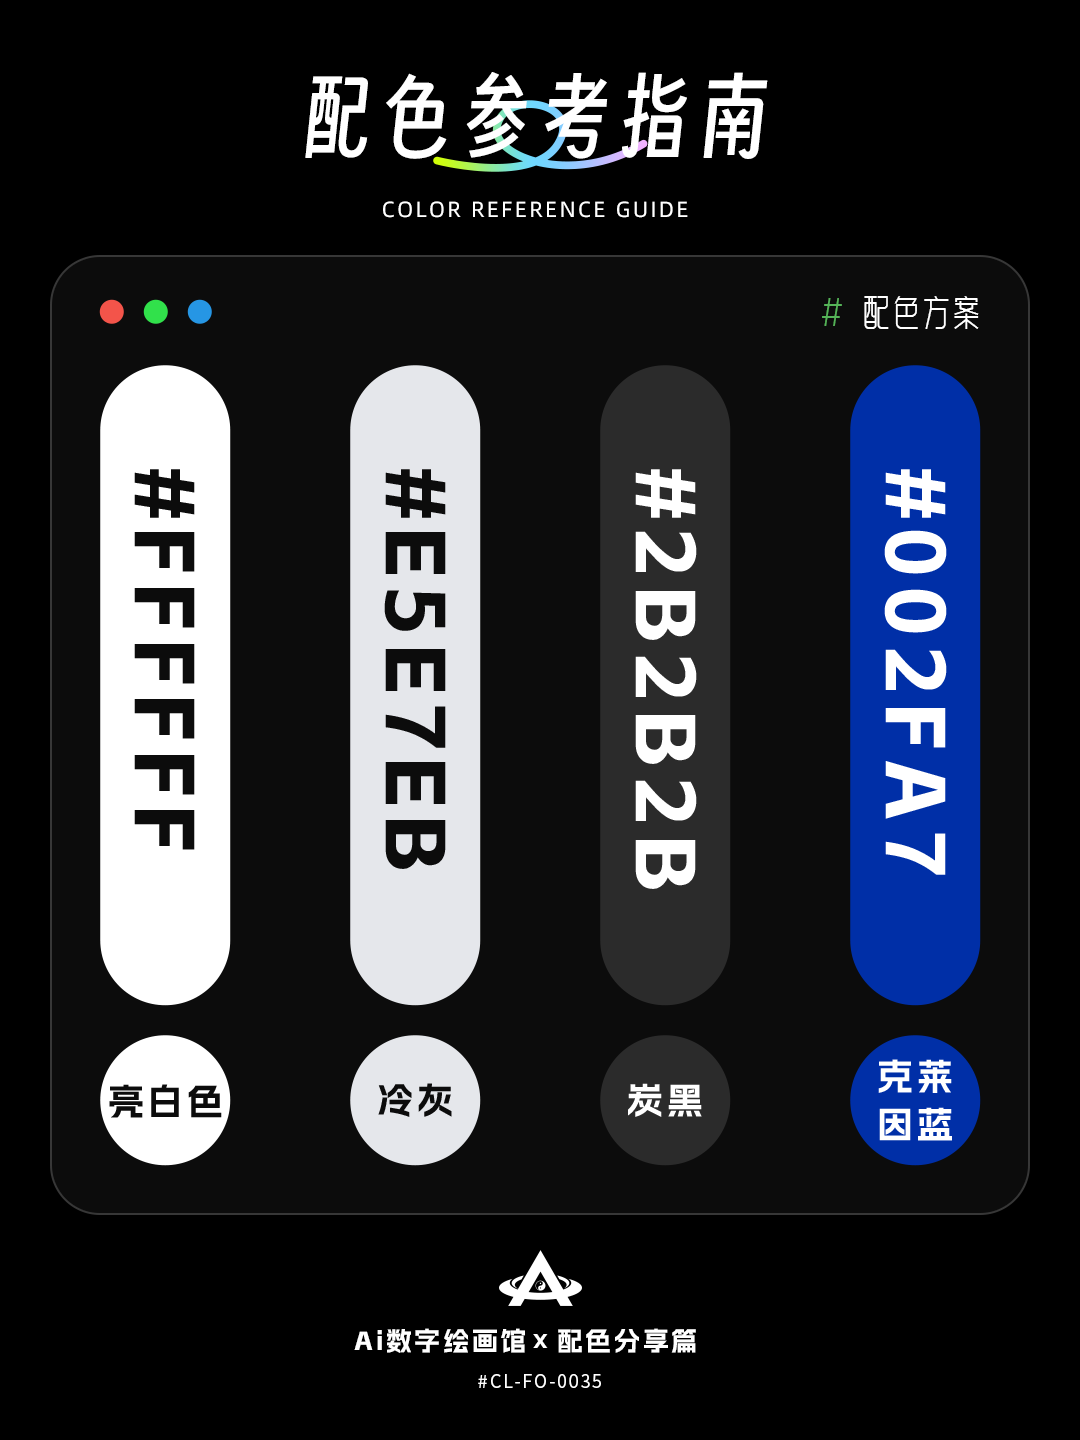 配色参考指南
COLOR REFERENCE GUIDE
# 配色方案
#FFFFFF
#E5E7EB
#2B2B2B
#002FA7
亮白色
冷灰
炭黑
克莱
因蓝
Ai数字绘画馆 x 配色分享篇
#CL-FO-0035